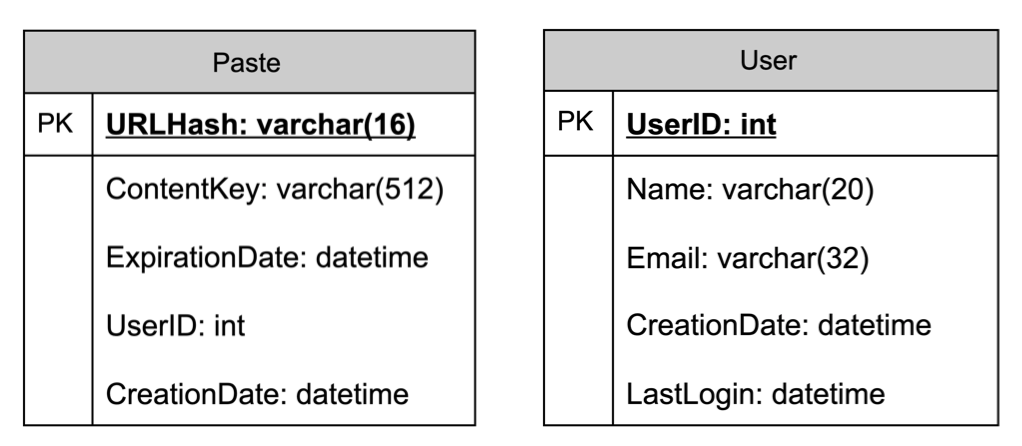 Paste
PK
URLHash: varchar(16)
ContentKey: varchar(512)
ExpirationDate: datetime
UserID: int
CreationDate: datetime
User
PK
UserID: int
Name: varchar(20)
Email: varchar(32)
CreationDate: datetime
LastLogin: datetime